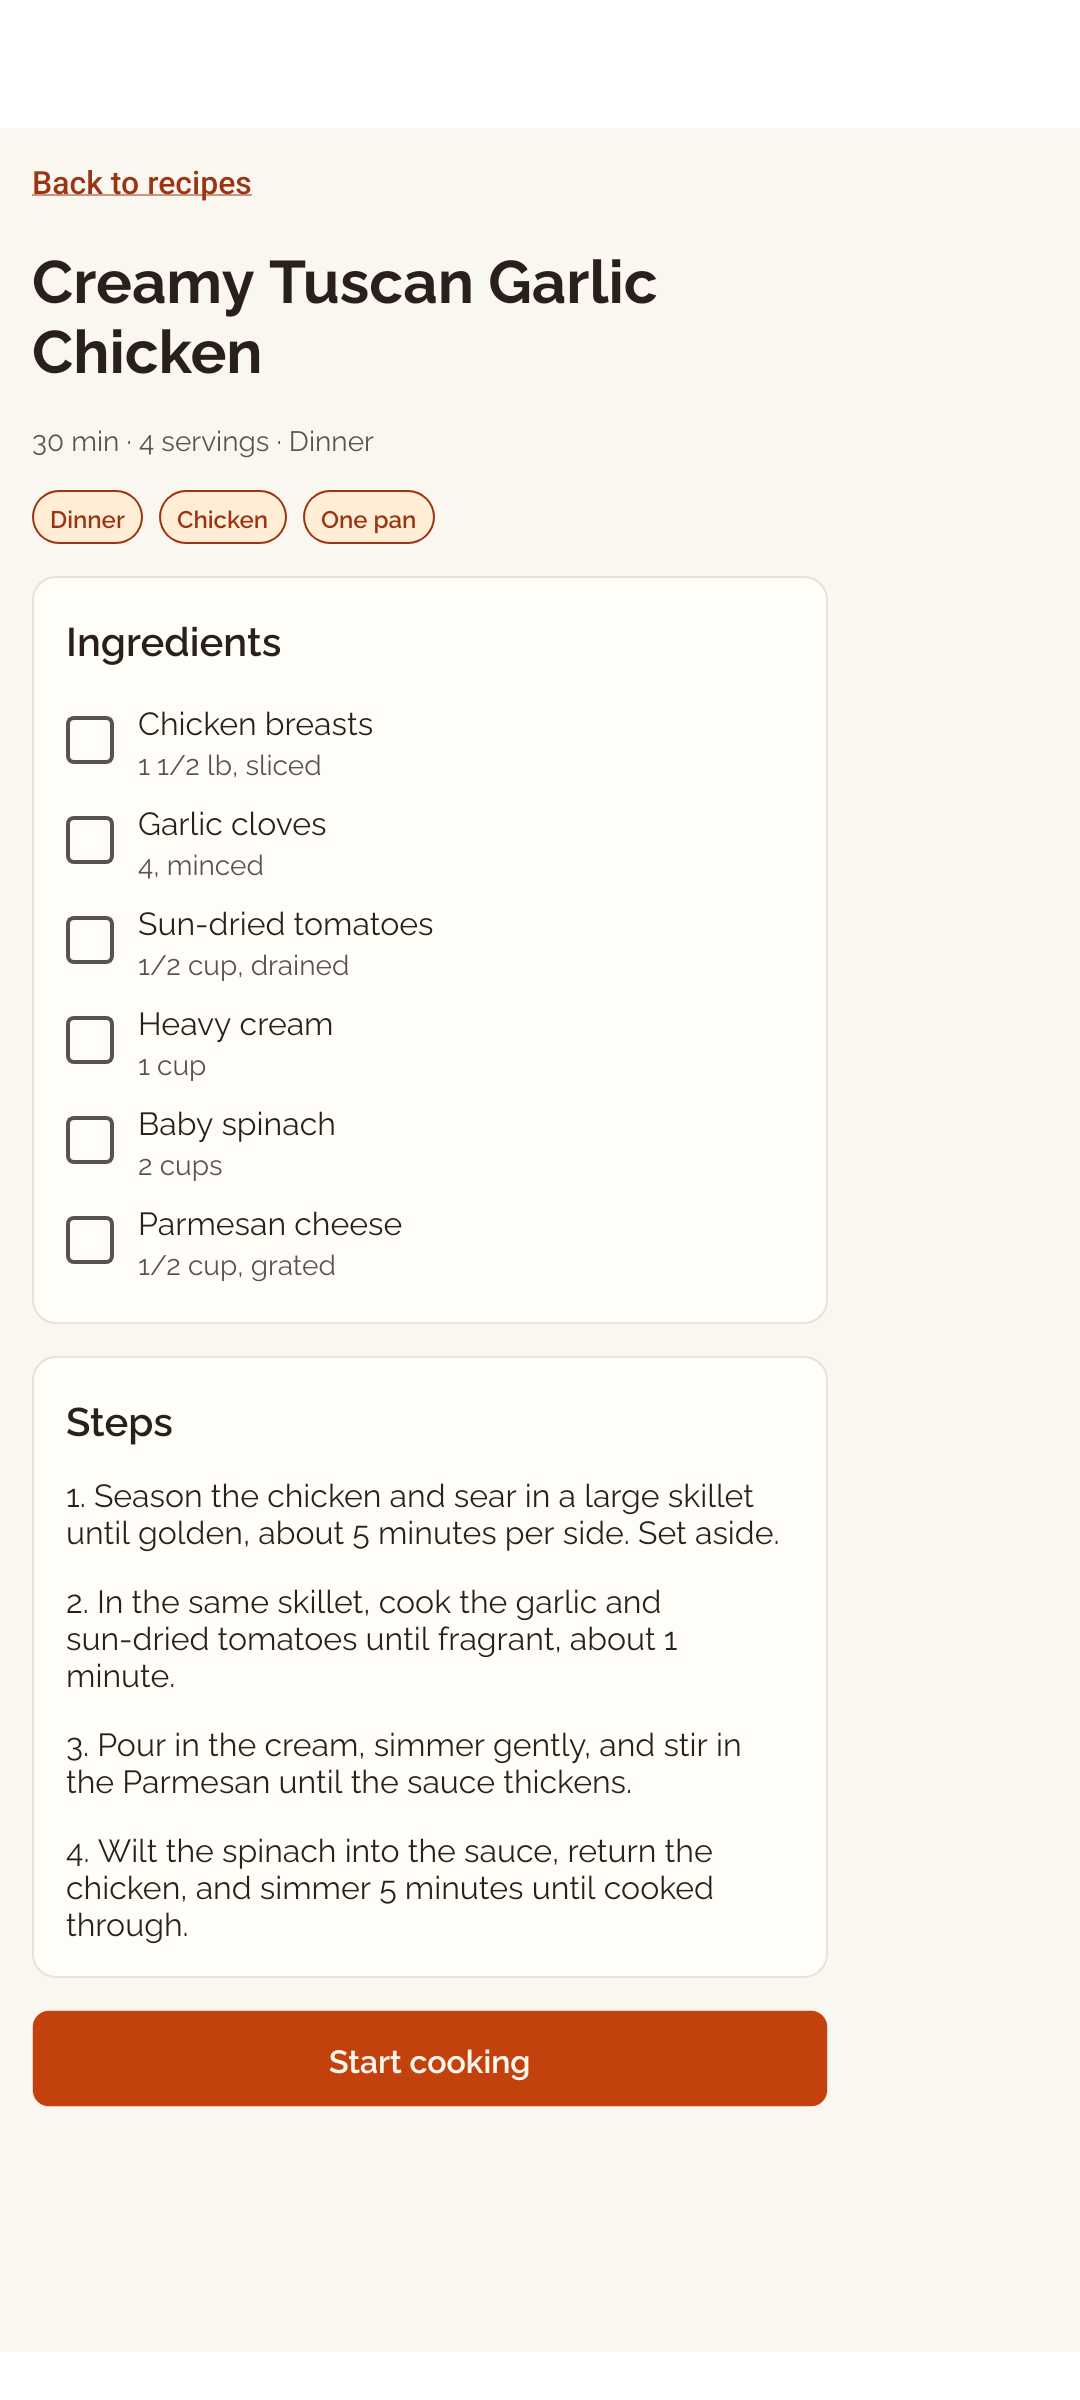 Back to recipes
Creamy Tuscan Garlic
Chicken
30 min · 4 servings · Dinner
Dinner
Chicken
One pan
Ingredients
Chicken breasts
1 1/2 lb, sliced
Garlic cloves
4, minced
Sun-dried tomatoes
1/2 cup, drained
Heavy cream
1 cup
Baby spinach
2 cups
Parmesan cheese
1/2 cup, grated
Steps
1. Season the chicken and sear in a large skillet
until golden, about 5 minutes per side. Set aside.
2. In the same skillet, cook the garlic and
sun-dried tomatoes until fragrant, about 1
minute.
3. Pour in the cream, simmer gently, and stir in
the Parmesan until the sauce thickens.
4. Wilt the spinach into the sauce, return the
chicken, and simmer 5 minutes until cooked
through.
Start cooking